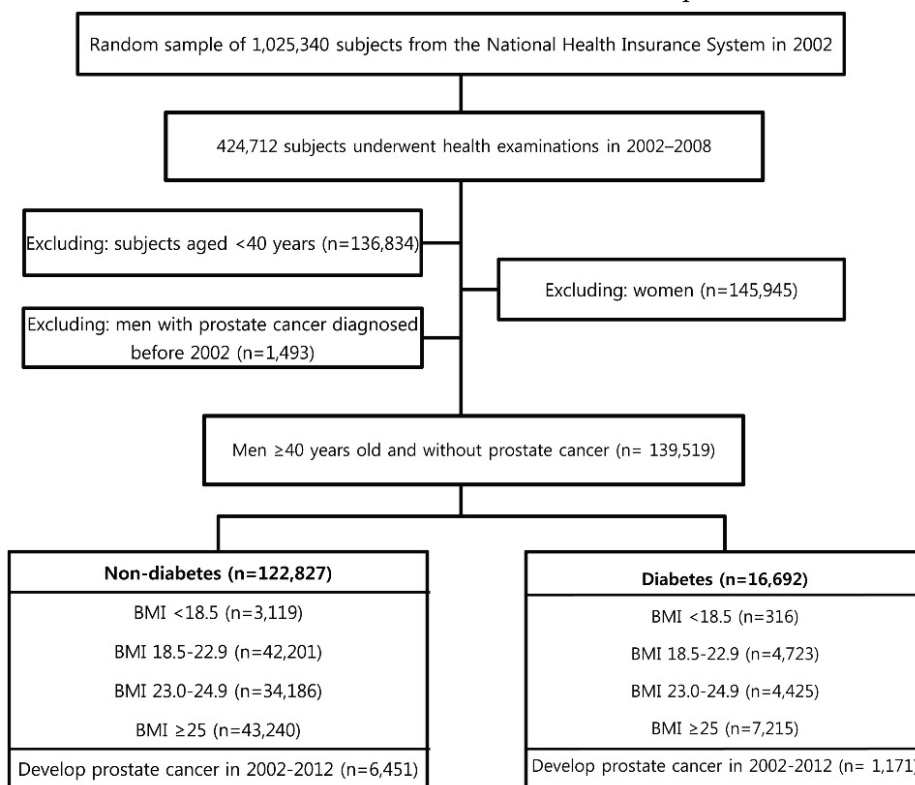 Random sample of 1,025,340 subjects from the National Health Insurance System in 2002
424,712 subjects underwent health examinations in 2002–2008
Excluding: subjects aged <40 years (n=136,834)
Excluding: women (n=145,945)
Excluding: men with prostate cancer diagnosed
before 2002 (n=1,493)
Men ≥40 years old and without prostate cancer (n= 139,519)
Non-diabetes (n=122,827)
BMI <18.5 (n=3,119)
BMI 18.5-22.9 (n=42,201)
BMI 23.0-24.9 (n=34,186)
BMI ≥25 (n=43,240)
Develop prostate cancer in 2002-2012 (n=6,451)
Diabetes (n=16,692)
BMI <18.5 (n=316)
BMI 18.5-22.9 (n=4,723)
BMI 23.0-24.9 (n=4,425)
BMI ≥25 (n=7,215)
Develop prostate cancer in 2002-2012 (n= 1,171)